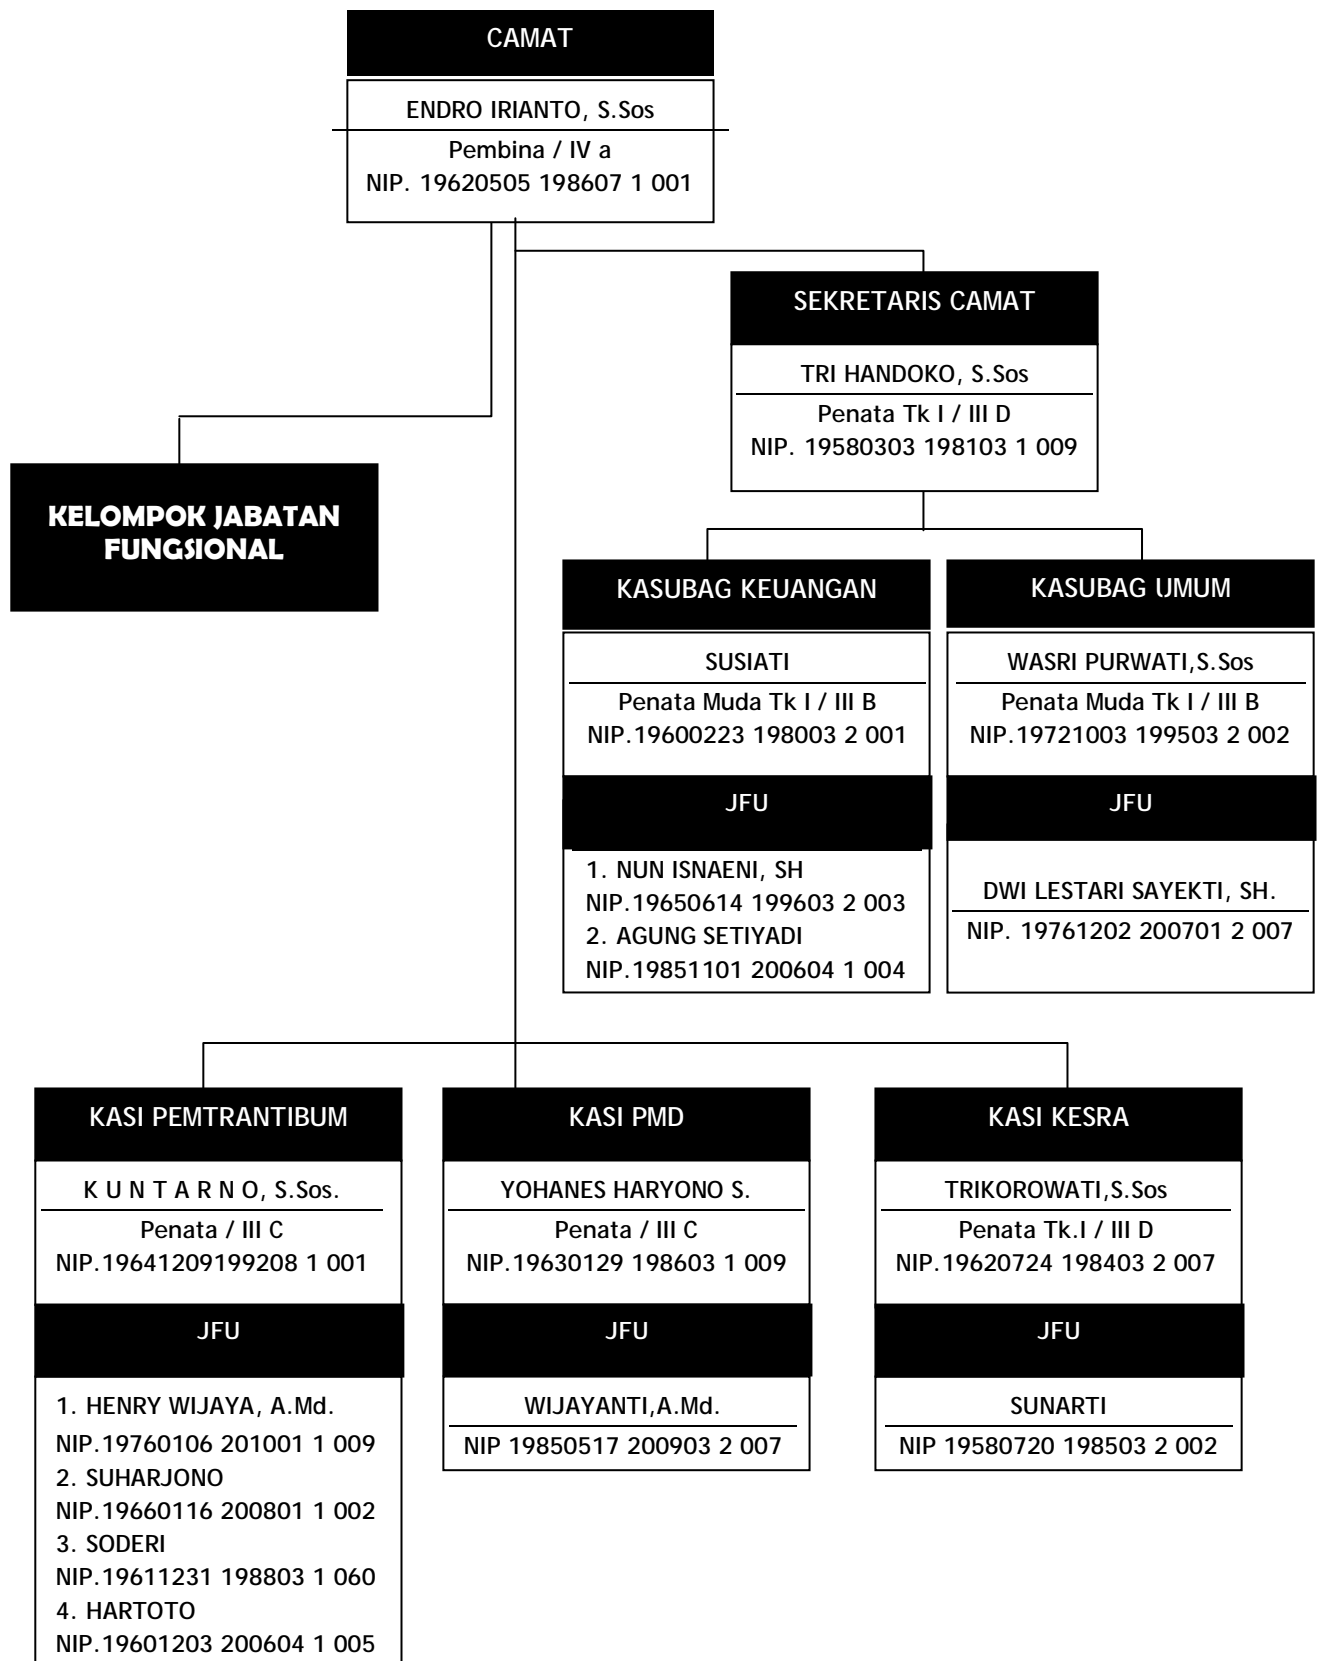 CAMAT
ENDRO IRIANTO, S.Sos
Pembina / IV a
NIP. 19620505 198607 1 001
SEKRETARIS CAMAT
TRI HANDOKO, S.Sos
Penata Tk I / III D
NIP. 19580303 198103 1 009
KELOMPOK JABATAN
FUNGSIONAL
KASUBAG KEUANGAN
SUSIATI
Penata Muda Tk I / III B
NIP.19600223 198003 2 001
JFU
1. NUN ISNAENI, SH
NIP.19650614 199603 2 003
2. AGUNG SETIYADI
NIP.19851101 200604 1 004
KASUBAG UMUM
WASRI PURWATI,S.Sos
Penata Muda Tk I / III B
NIP.19721003 199503 2 002
JFU
DWI LESTARI SAYEKTI, SH.
NIP. 19761202 200701 2 007
KASI PEMTRANTIBUM
K U N T A R N O, S.Sos.
Penata / III C
NIP.19641209199208 1 001
JFU
1. HENRY WIJAYA, A.Md.
NIP.19760106 201001 1 009
2. SUHARJONO
NIP.19660116 200801 1 002
3. SODERI
NIP.19611231 198803 1 060
4. HARTOTO
NIP.19601203 200604 1 005
KASI PMD
YOHANES HARYONO S.
Penata / III C
NIP.19630129 198603 1 009
JFU
WIJAYANTI,A.Md.
NIP 19850517 200903 2 007
KASI KESRA
TRIKOROWATI,S.Sos
Penata Tk.I / III D
NIP.19620724 198403 2 007
JFU
SUNARTI
NIP 19580720 198503 2 002